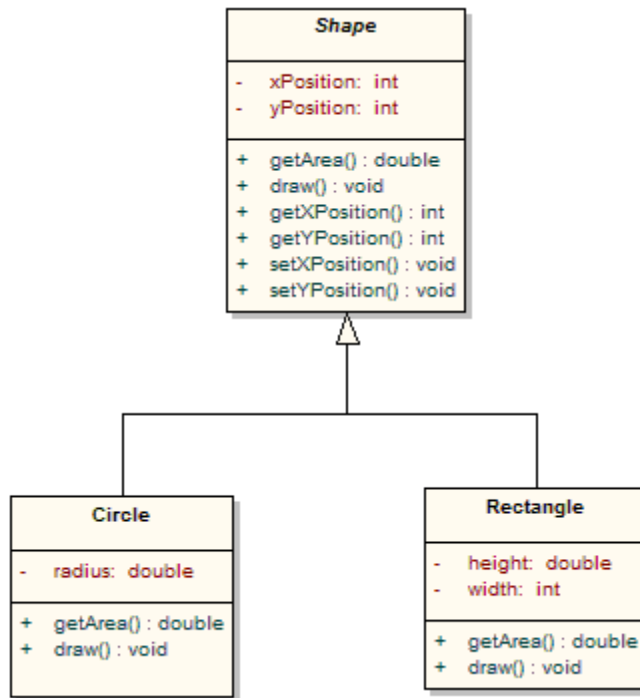 Shape
- xPosition: int
- yPosition: int
+ getArea() : double
+ draw() : void
+ getXPosition() : int
+ getYPosition() : int
+ setXPosition() : void
+ setYPosition() : void
Circle
- radius: double
+ getArea() : double
+ draw() : void
Rectangle
- height: double
- width: int
+ getArea() : double
+ draw() : void